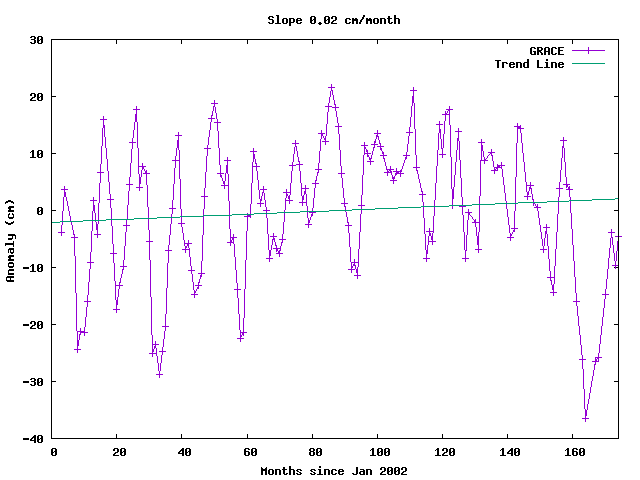 Slope 0.02 cm/month
GRACE
Trend Line
30
20
10
0
-10
-20
-30
-40
Anomaly (cm)
0 20 40 60 80 100 120 140 160
Months since Jan 2002